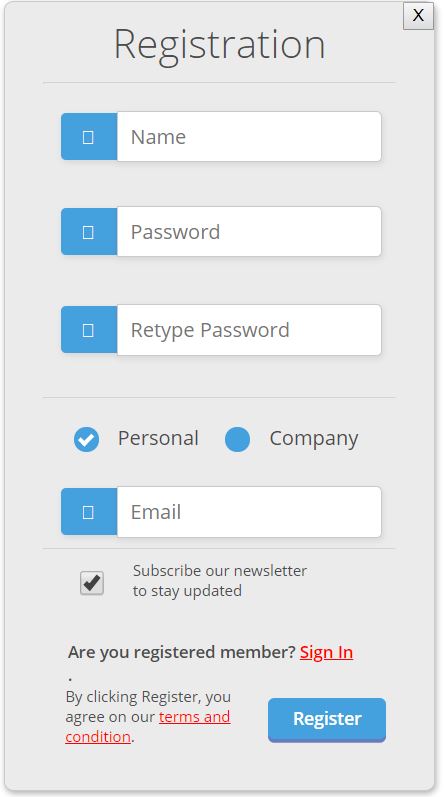 X
Registration
Name
Password
Retype Password
Personal Company
Email
Subscribe our newsletter
to stay updated
Are you registered member? Sign In
.
By clicking Register, you
agree on our terms and
condition.
Register